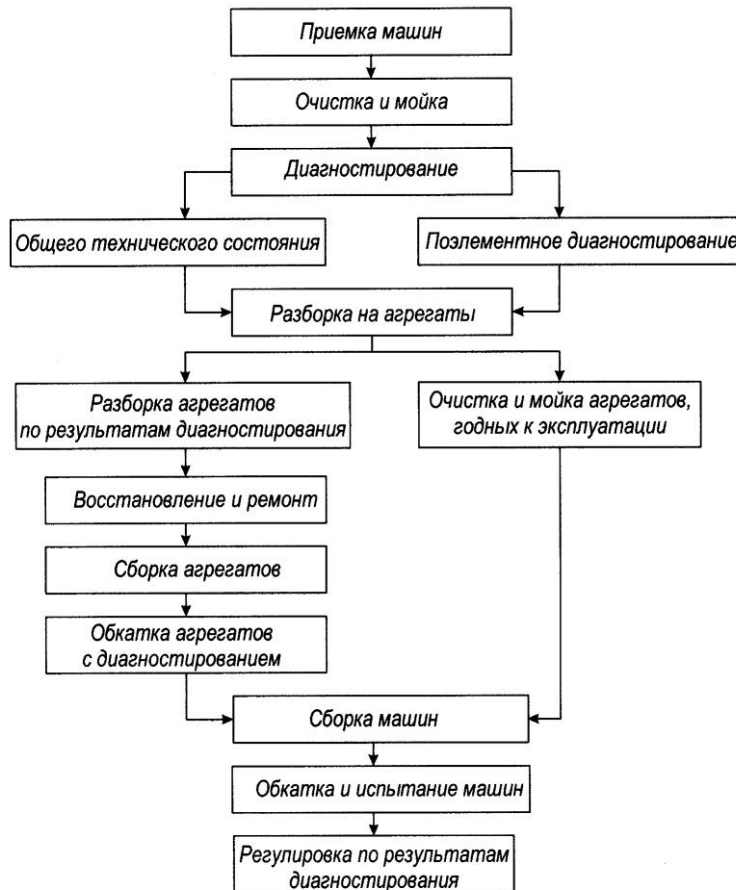 Приемка машин
Очистка и мойка
Диагностирование
Общего технического состояния
Поэлементное диагностирование
Разборка на агрегаты
Разборка агрегатов
по результатам диагностирования
Очистка и мойка агрегатов,
годных к эксплуатации
Восстановление и ремонт
Сборка агрегатов
Обкатка агрегатов
с диагностированием
Сборка машин
Обкатка и испытание машин
Регулировка по результатам
диагностирования